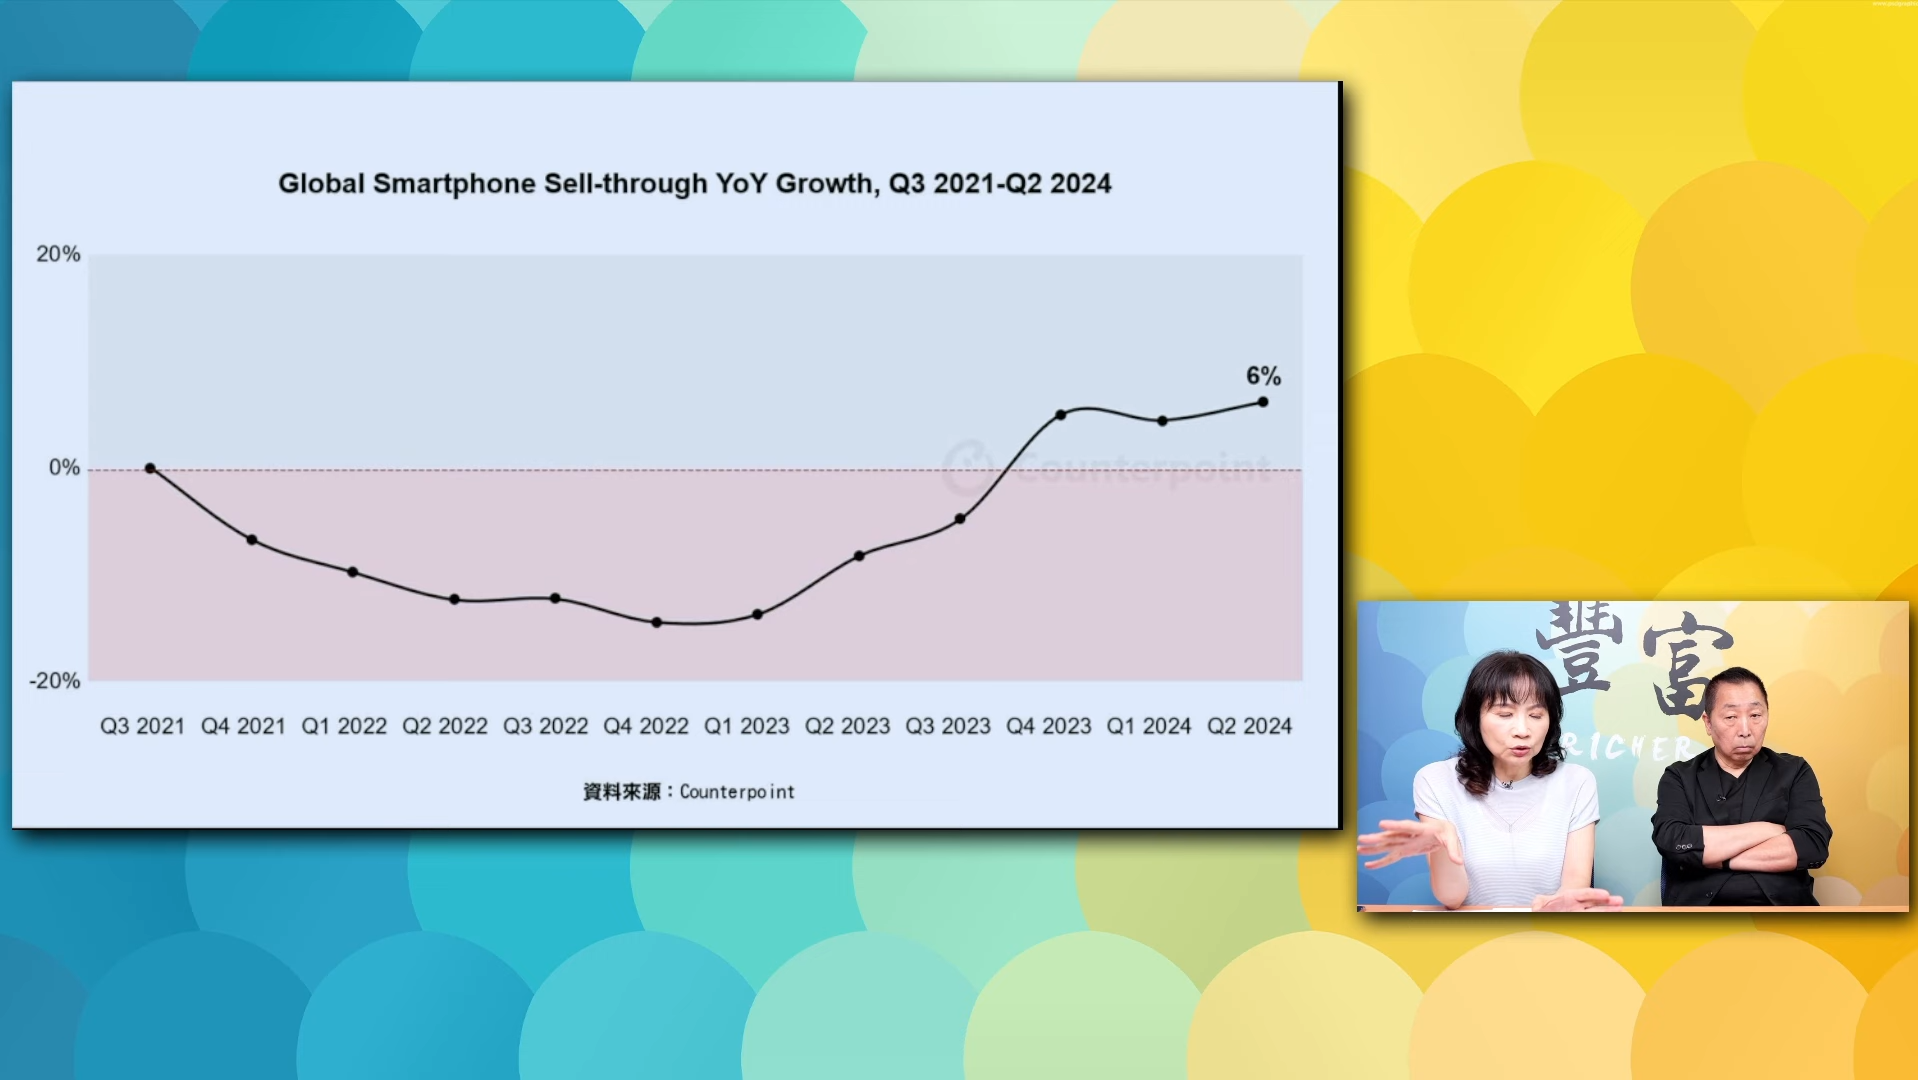 Global Smartphone Sell-through YoY Growth, Q3 2021-Q2 2024
20%
6%
0%
Counterpoint
-20%
Q3 2021 Q4 2021 Q1 2022 Q2 2022 Q3 2022 Q4 2022 Q1 2023 Q2 2023 Q3 2023 Q4 2023 Q1 2024 Q2 2024
資料來源：Counterpoint
豐富
RICHER